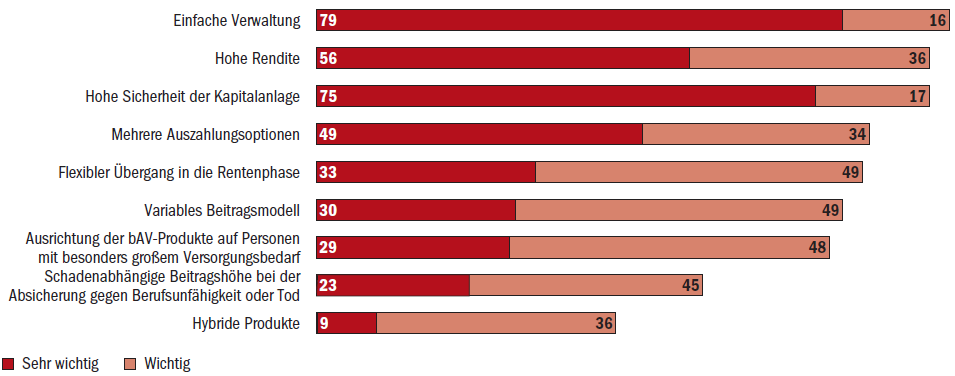 Einfache Verwaltung 79 16
Hohe Rendite 56 36
Hohe Sicherheit der Kapitalanlage 75 17
Mehrere Auszahlungsoptionen 49 34
Flexibler Übergang in die Rentenphase 33 49
Variables Beitragsmodell 30 49
Ausrichtung der bAV-Produkte auf Personen
mit besonders großem Versorgungsbedarf 29 48
Schadenabhängige Beitragshöhe bei der
Absicherung gegen Berufsunfähigkeit oder Tod 23 45
Hybride Produkte 9 36
Sehr wichtig Wichtig